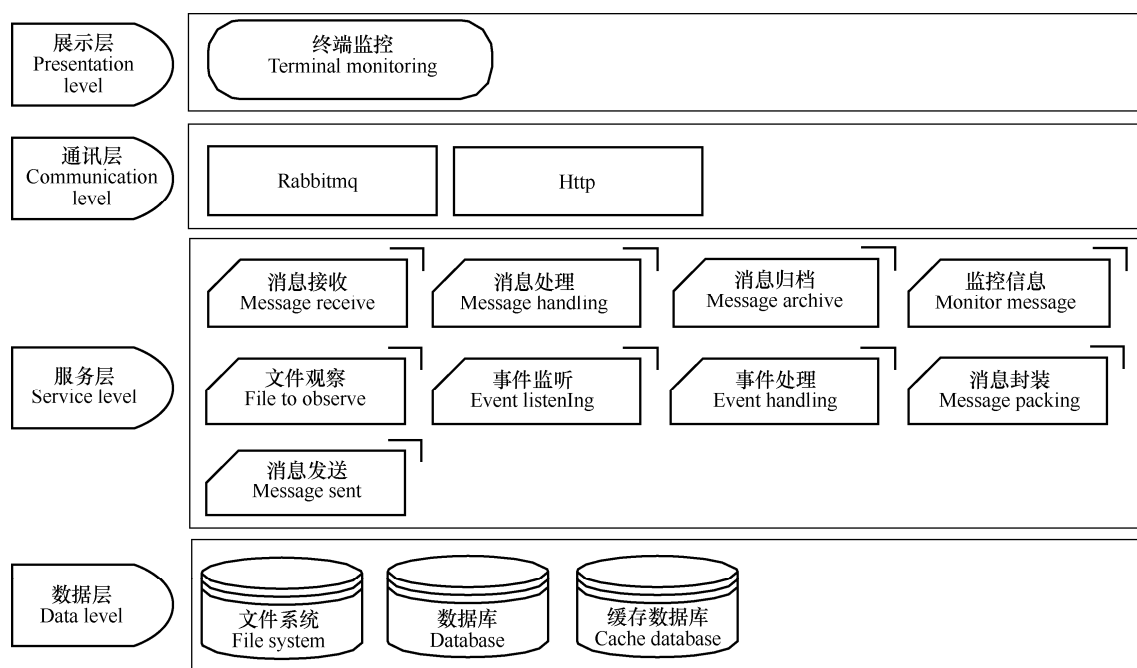 展示层
Presentation
level
终端监控
Terminal monitoring
通讯层
Communication
level
Rabbitmq
Http
服务层
Service level
消息接收
Message receive
消息处理
Message handling
消息归档
Message archive
监控信息
Monitor message
文件观察
File to observe
事件监听
Event listenIng
事件处理
Event handling
消息封装
Message packing
消息发送
Message sent
数据层
Data level
文件系统
File system
数据库
Database
缓存数据库
Cache database